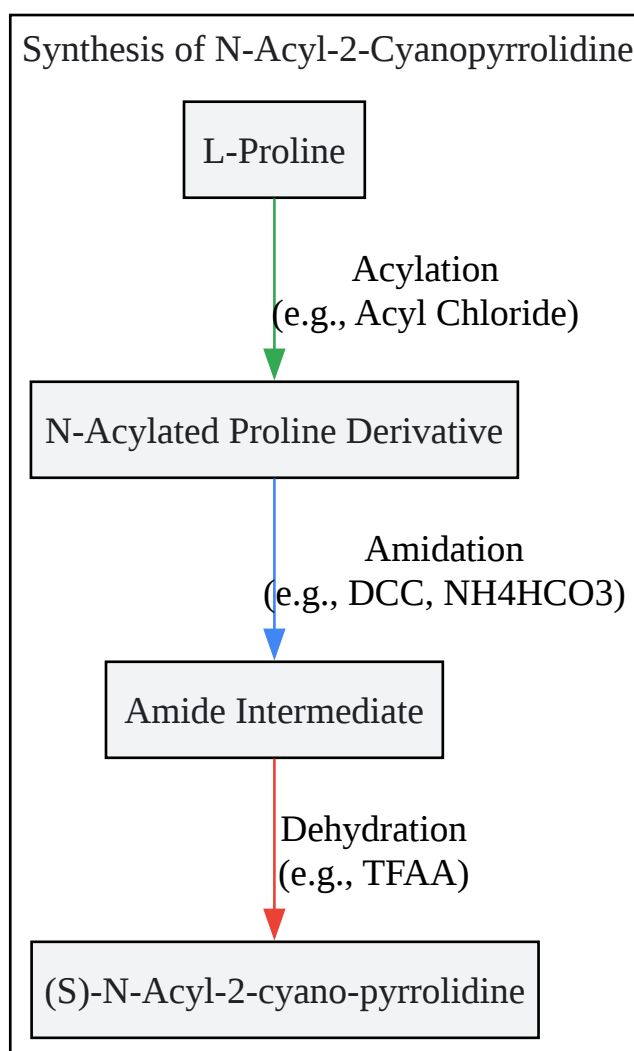 Synthesis of N-Acyl-2-Cyanopyrrolidine
L-Proline
Acylation
(e.g., Acyl Chloride)
N-Acylated Proline Derivative
Amidation
(e.g., DCC, NH4HCO3)
Amide Intermediate
Dehydration
(e.g., TFAA)
(S)-N-Acyl-2-cyano-pyrrolidine